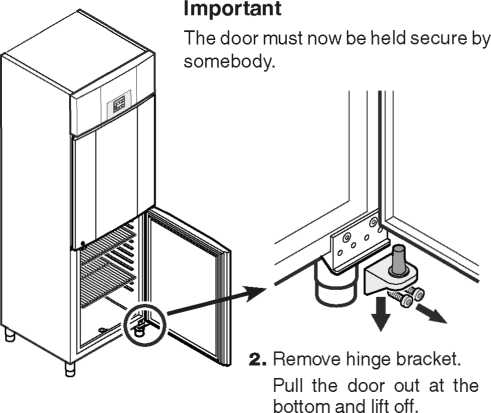 Important
The door must now be held secure by
somebody.
2. Remove hinge bracket.
Pull the door out at the
bottom and lift off.